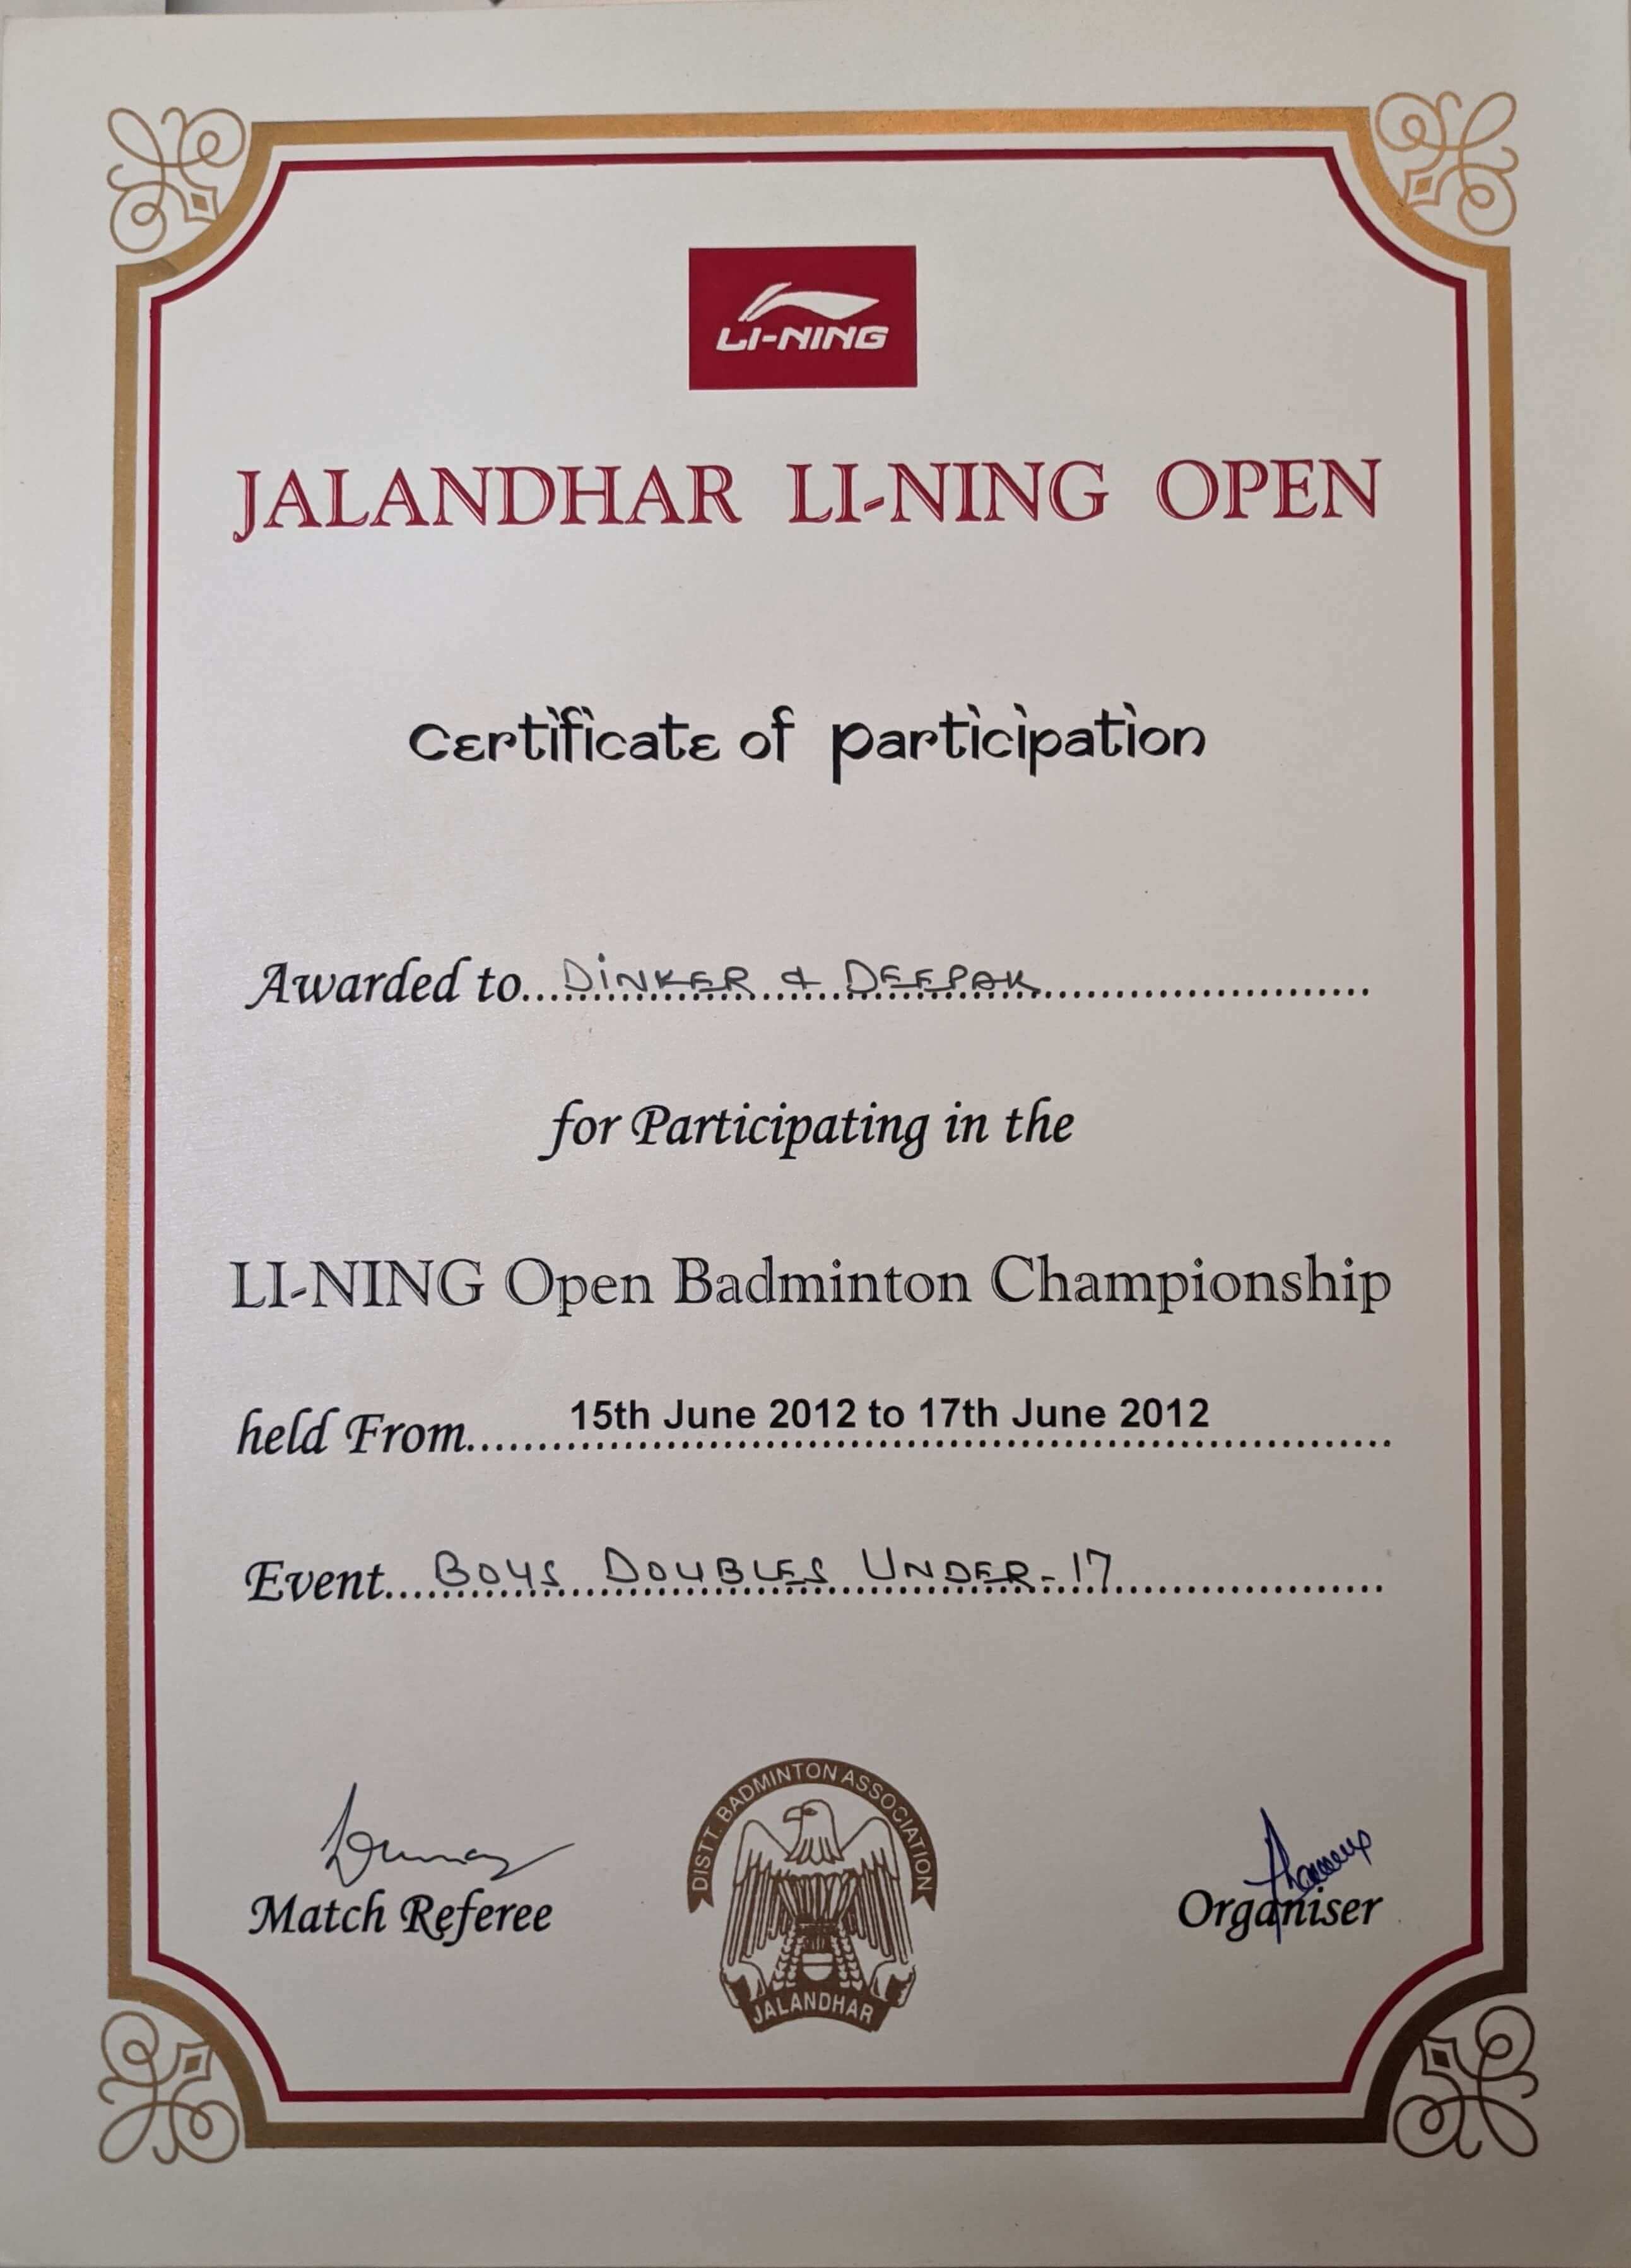 LI-NING
JALANDHAR LI-NING OPEN
Certificate of participation
Awarded to...DINKER & DEEPAK...
for Participating in the
LI-NING Open Badminton Championship
held From...15th June 2012 to 17th June 2012...
Event...BOYS DOUBLES UNDER-17...
Match Referee
DISTT. BADMINTON ASSOCIATION
JALANDHAR
Organiser